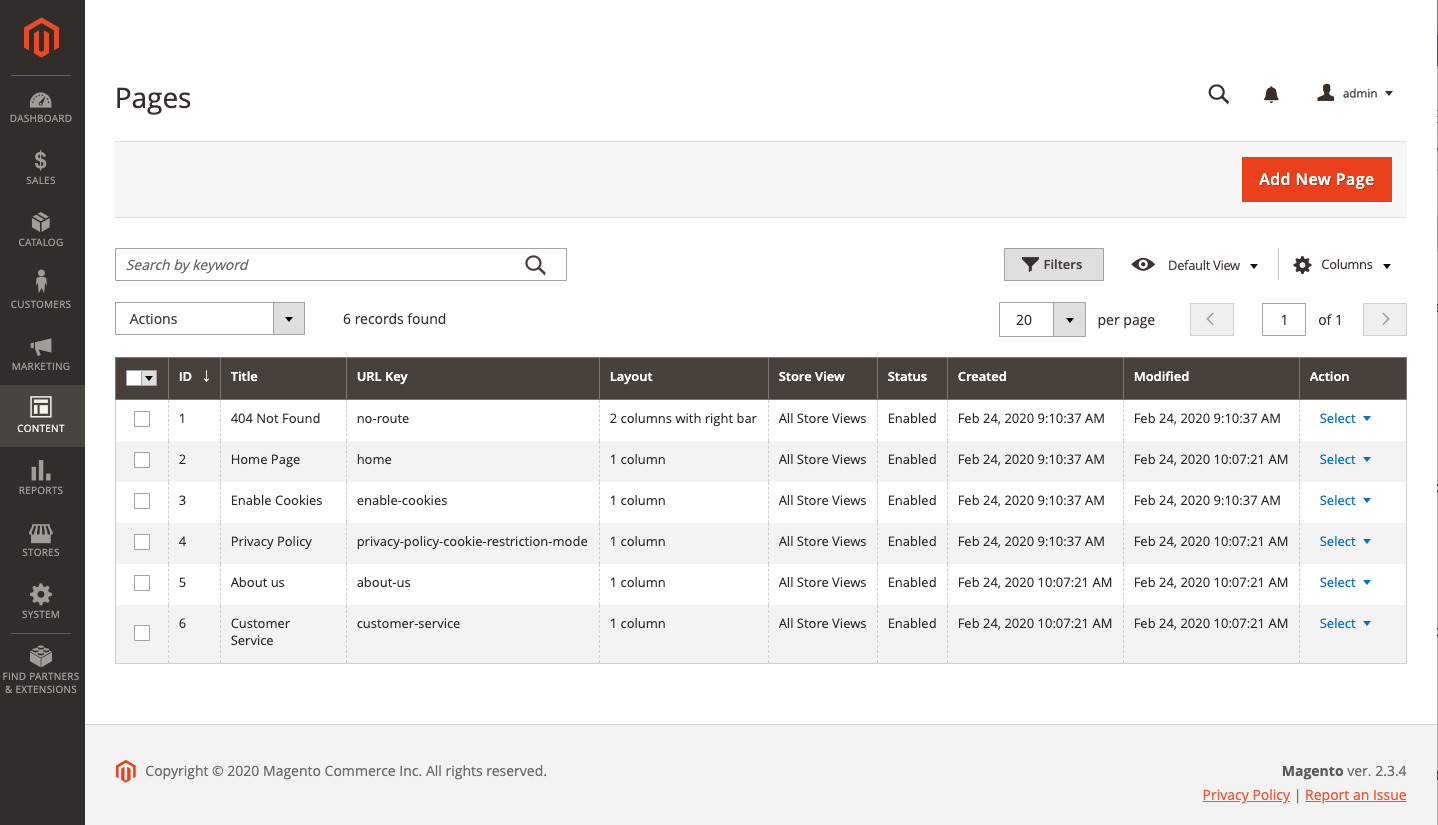 DASHBOARD
SALES
CATALOG
CUSTOMERS
MARKETING
CONTENT
REPORTS
STORES
SYSTEM
FIND PARTNERS
& EXTENSIONS
Pages
admin
Add New Page
Search by keyword
Filters
Default View
Columns
Actions
6 records found
20
per page
1
of 1
ID ↓ Title URL Key Layout Store View Status Created Modified Action
1 404 Not Found no-route 2 columns with right bar All Store Views Enabled Feb 24, 2020 9:10:37 AM Feb 24, 2020 9:10:37 AM Select
2 Home Page home 1 column All Store Views Enabled Feb 24, 2020 9:10:37 AM Feb 24, 2020 10:07:21 AM Select
3 Enable Cookies enable-cookies 1 column All Store Views Enabled Feb 24, 2020 9:10:37 AM Feb 24, 2020 9:10:37 AM Select
4 Privacy Policy privacy-policy-cookie-restriction-mode 1 column All Store Views Enabled Feb 24, 2020 9:10:37 AM Feb 24, 2020 10:07:21 AM Select
5 About us about-us 1 column All Store Views Enabled Feb 24, 2020 10:07:21 AM Feb 24, 2020 10:07:21 AM Select
6 Customer customer-service 1 column All Store Views Enabled Feb 24, 2020 10:07:21 AM Feb 24, 2020 10:07:21 AM Select
Service
Copyright © 2020 Magento Commerce Inc. All rights reserved.
Magento ver. 2.3.4
Privacy Policy | Report an Issue